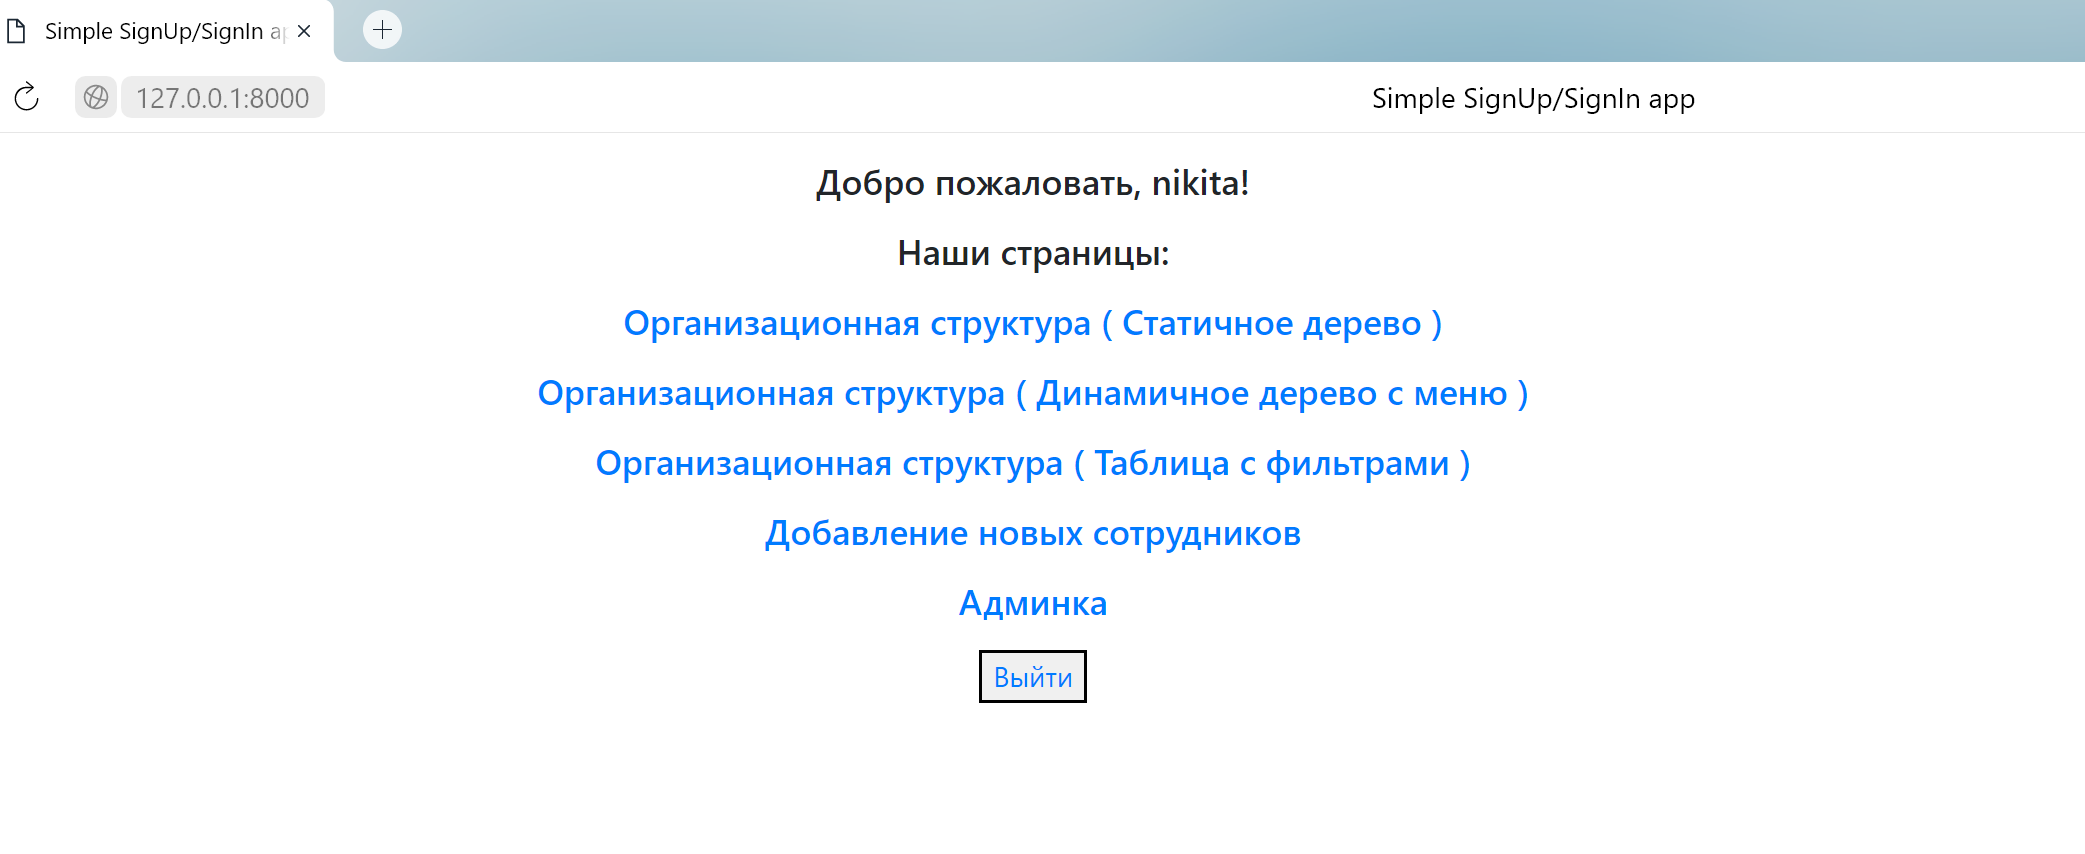 Simple SignUp/SignIn ap
127.0.0.1:8000
Simple SignUp/SignIn app
Добро пожаловать, nikita!
Наши страницы:
Организационная структура ( Статичное дерево )
Организационная структура ( Динамичное дерево с меню )
Организационная структура ( Таблица с фильтрами )
Добавление новых сотрудников
Админка
Выйти